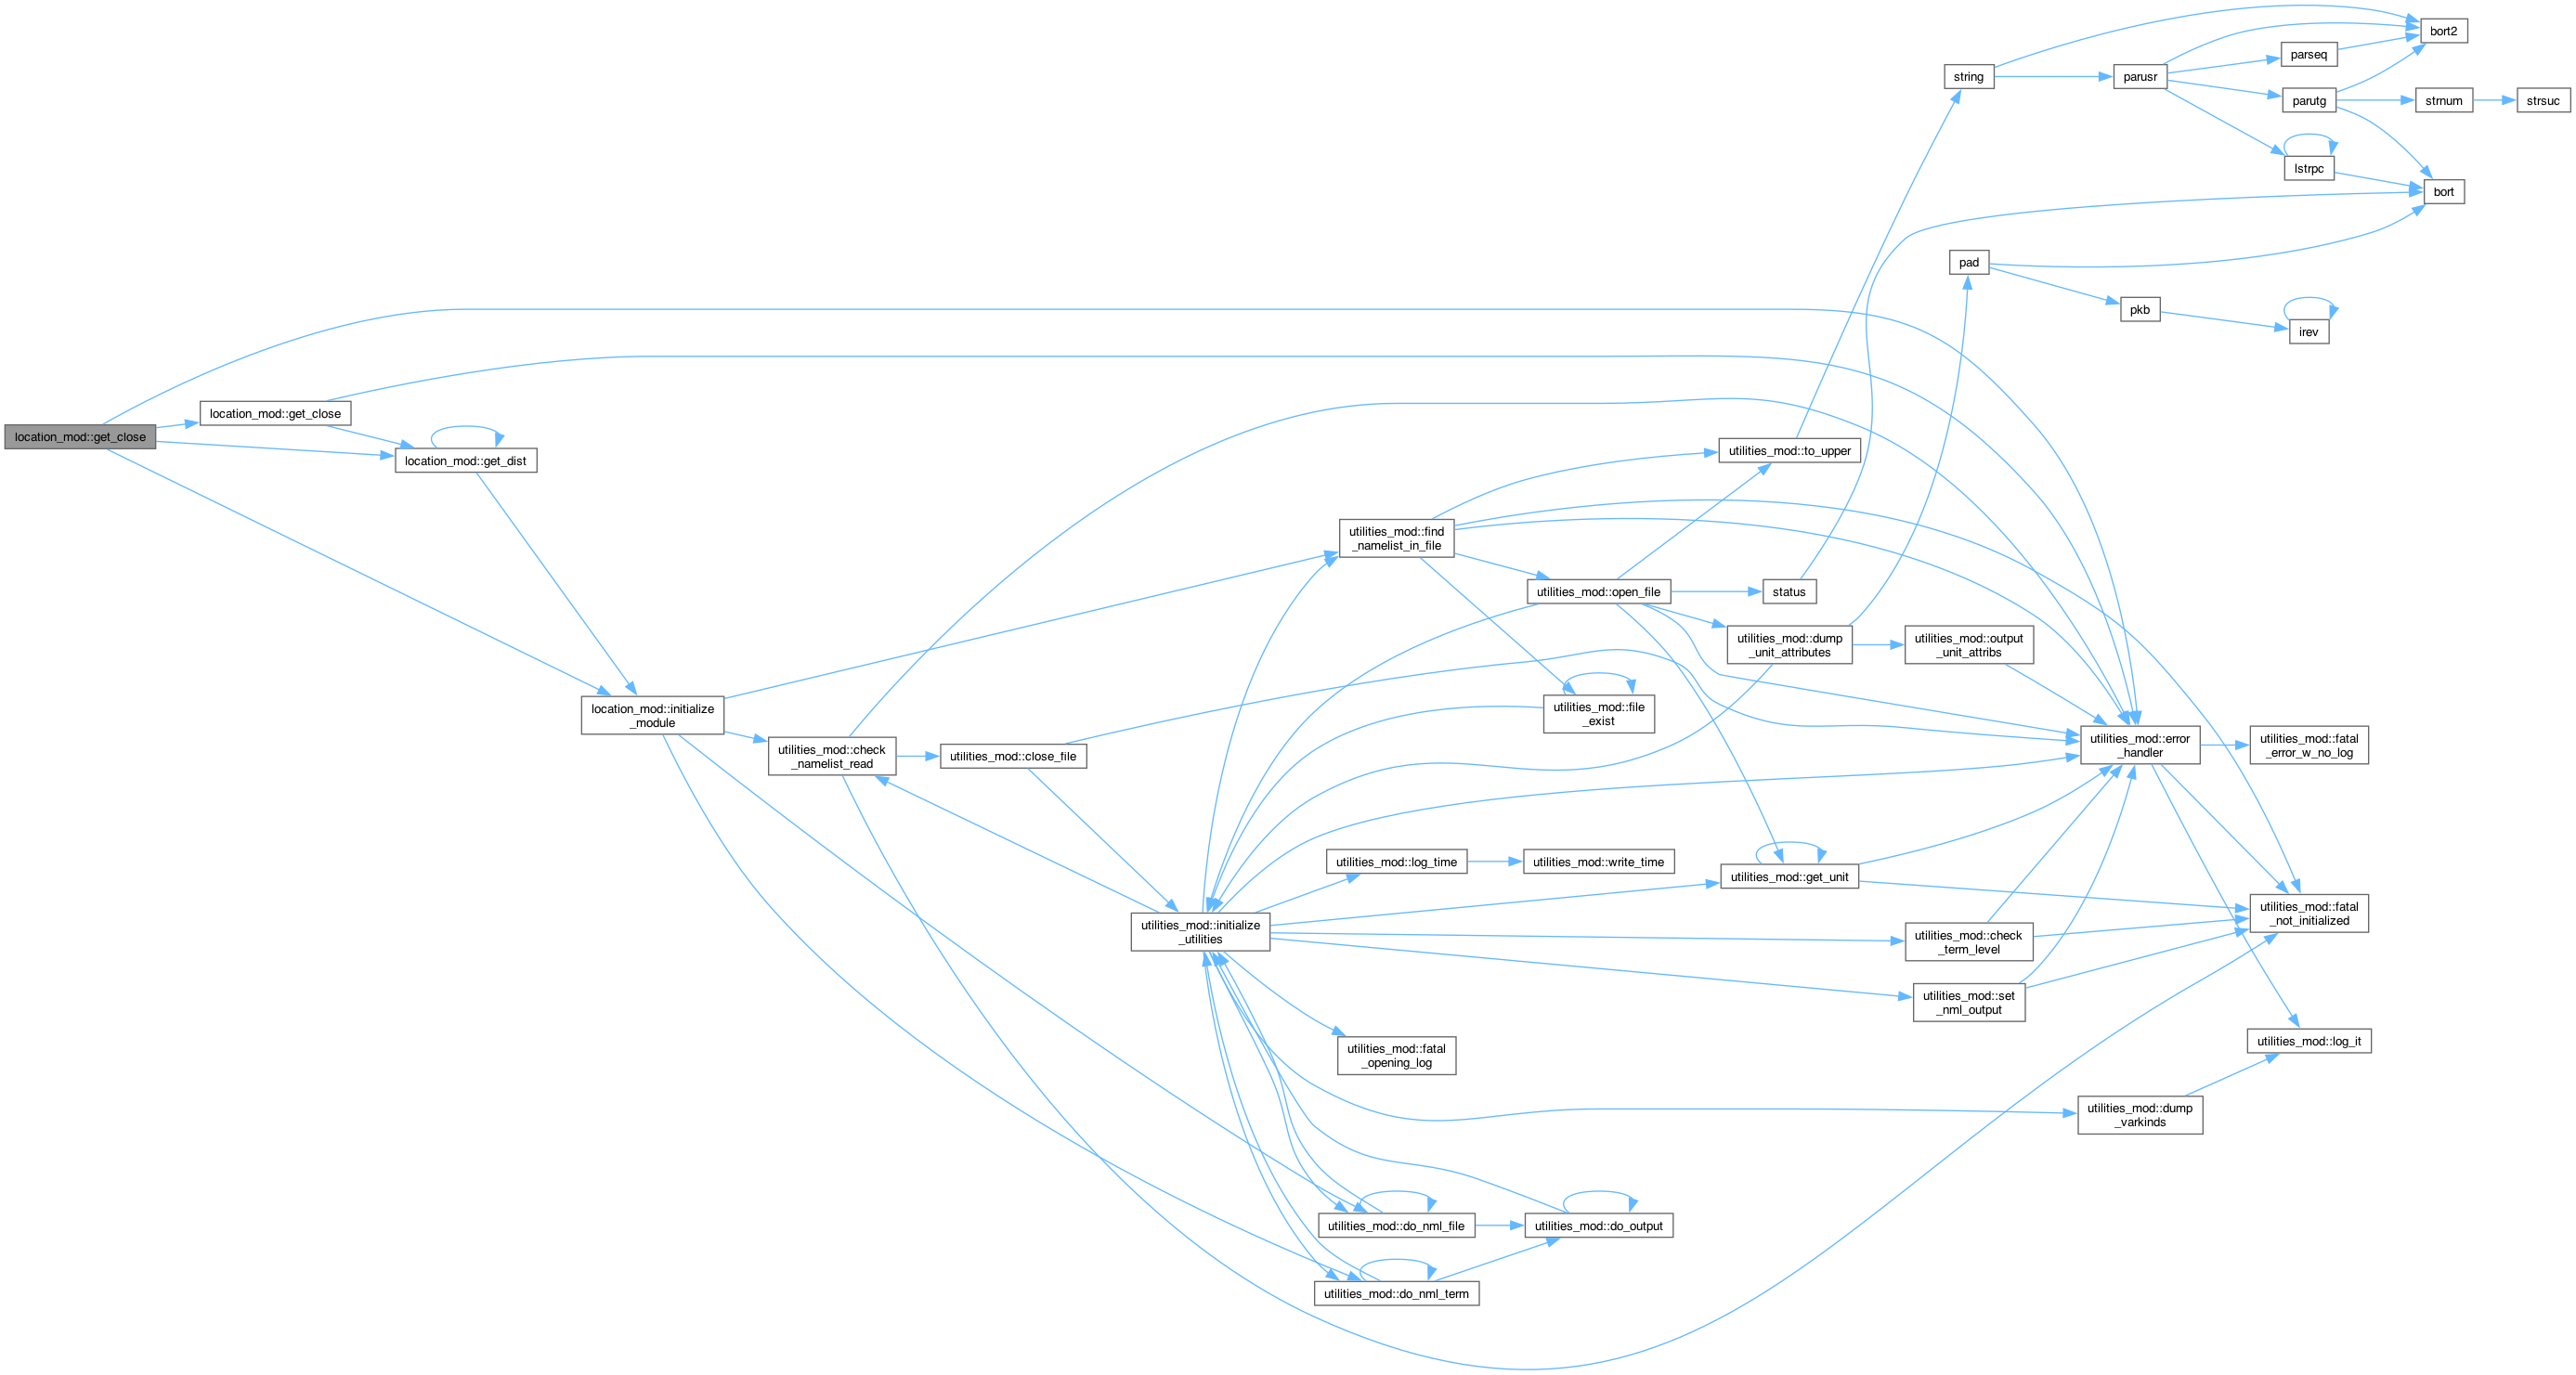 location_mod::get_close
location_mod::get_close
location_mod::get_dist
location_mod::initialize
_module
utilities_mod::check
_namelist_read
utilities_mod::close_file
utilities_mod::initialize
_utilities
utilities_mod::find
_namelist_in_file
utilities_mod::open_file
utilities_mod::file
_exist
utilities_mod::log_time
utilities_mod::write_time
utilities_mod::fatal
_opening_log
utilities_mod::do_nml_file
utilities_mod::do_nml_term
utilities_mod::do_output
utilities_mod::to_upper
status
utilities_mod::dump
_unit_attributes
utilities_mod::get_unit
string
pad
utilities_mod::output
_unit_attribs
utilities_mod::check
_term_level
utilities_mod::set
_nml_output
parusr
pkb
utilities_mod::error
_handler
utilities_mod::dump
_varkinds
bort2
parseq
parutg
strnum
strsuc
lstrpc
bort
irev
utilities_mod::fatal
_error_w_no_log
utilities_mod::fatal
_not_initialized
utilities_mod::log_it